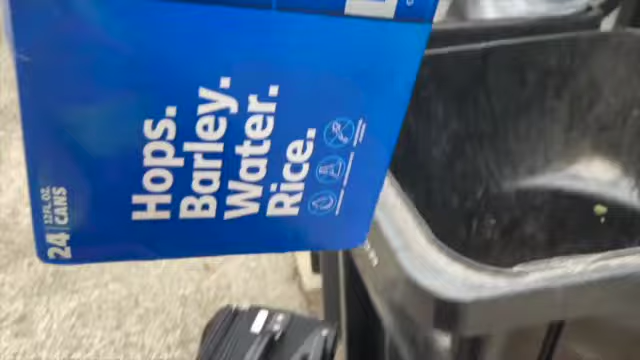 Hops.
Barley.
Water.
Rice.
24 | 12 FL. OZ. CANS